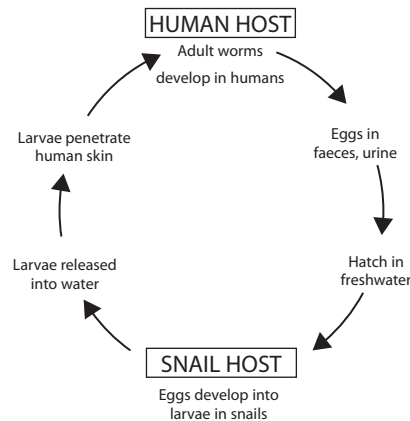 HUMAN HOST
Adult worms
develop in humans
Eggs in
faeces, urine
Hatch in
freshwater
SNAIL HOST
Eggs develop into
larvae in snails
Larvae released
into water
Larvae penetrate
human skin